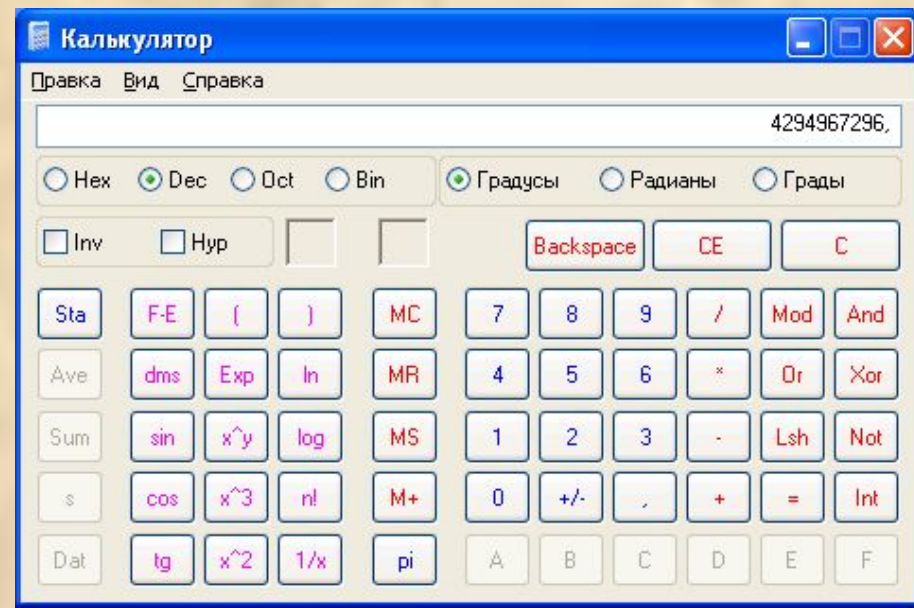 Калькулятор
Правка Вид Справка
4294967296,
Hex Dec Oct Bin Градусы Радианы Грады
Inv Hyp Backspace CE C
Sta F-E ( ) MC 7 8 9 / Mod And
Ave dms Exp ln MR 4 5 6 * Or Xor
Sum sin x^y log MS 1 2 3 - Lsh Not
s cos x^3 n! M+ 0 +/- , + = Int
Dat tg x^2 1/x pi A B C D E F